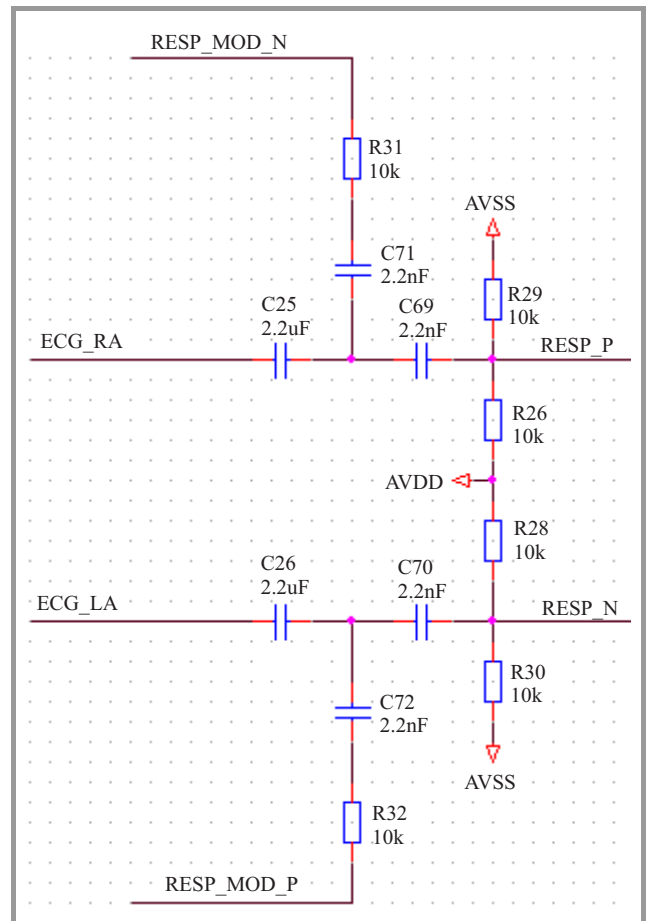 RESP_MOD_N
R31
10k
AVSS
C71
2.2nF
R29
10k
C25
2.2uF
C69
2.2nF
ECG_RA
RESP_P
R26
10k
AVDD
R28
10k
C26
2.2uF
C70
2.2nF
ECG_LA
RESP_N
R30
10k
C72
2.2nF
AVSS
R32
10k
RESP_MOD_P